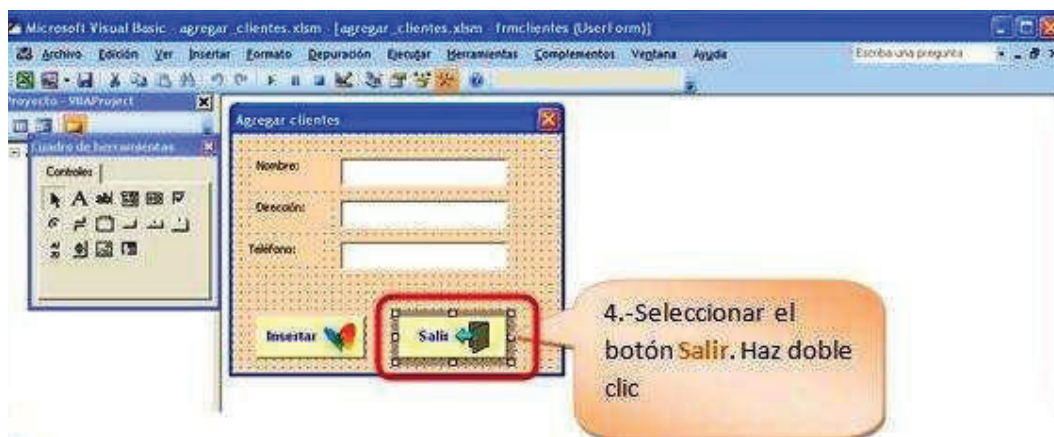 Microsoft Visual Basic - agregar_clientes.xlsm - [agregar_clientes.xlsm - frmclientes (UserForm)]
Archivo Edición Ver Insertar Formato Depuración Ejecutar Herramientas Complementos Ventana Ayuda
Escriba una pregunta
Proyecto - VBAProject
Cuadro de herramientas
Controles
Agregar clientes
Nombre:
Dirección:
Teléfono:
Insertar
Salir
4.-Seleccionar el
botón Salir. Haz doble
clic